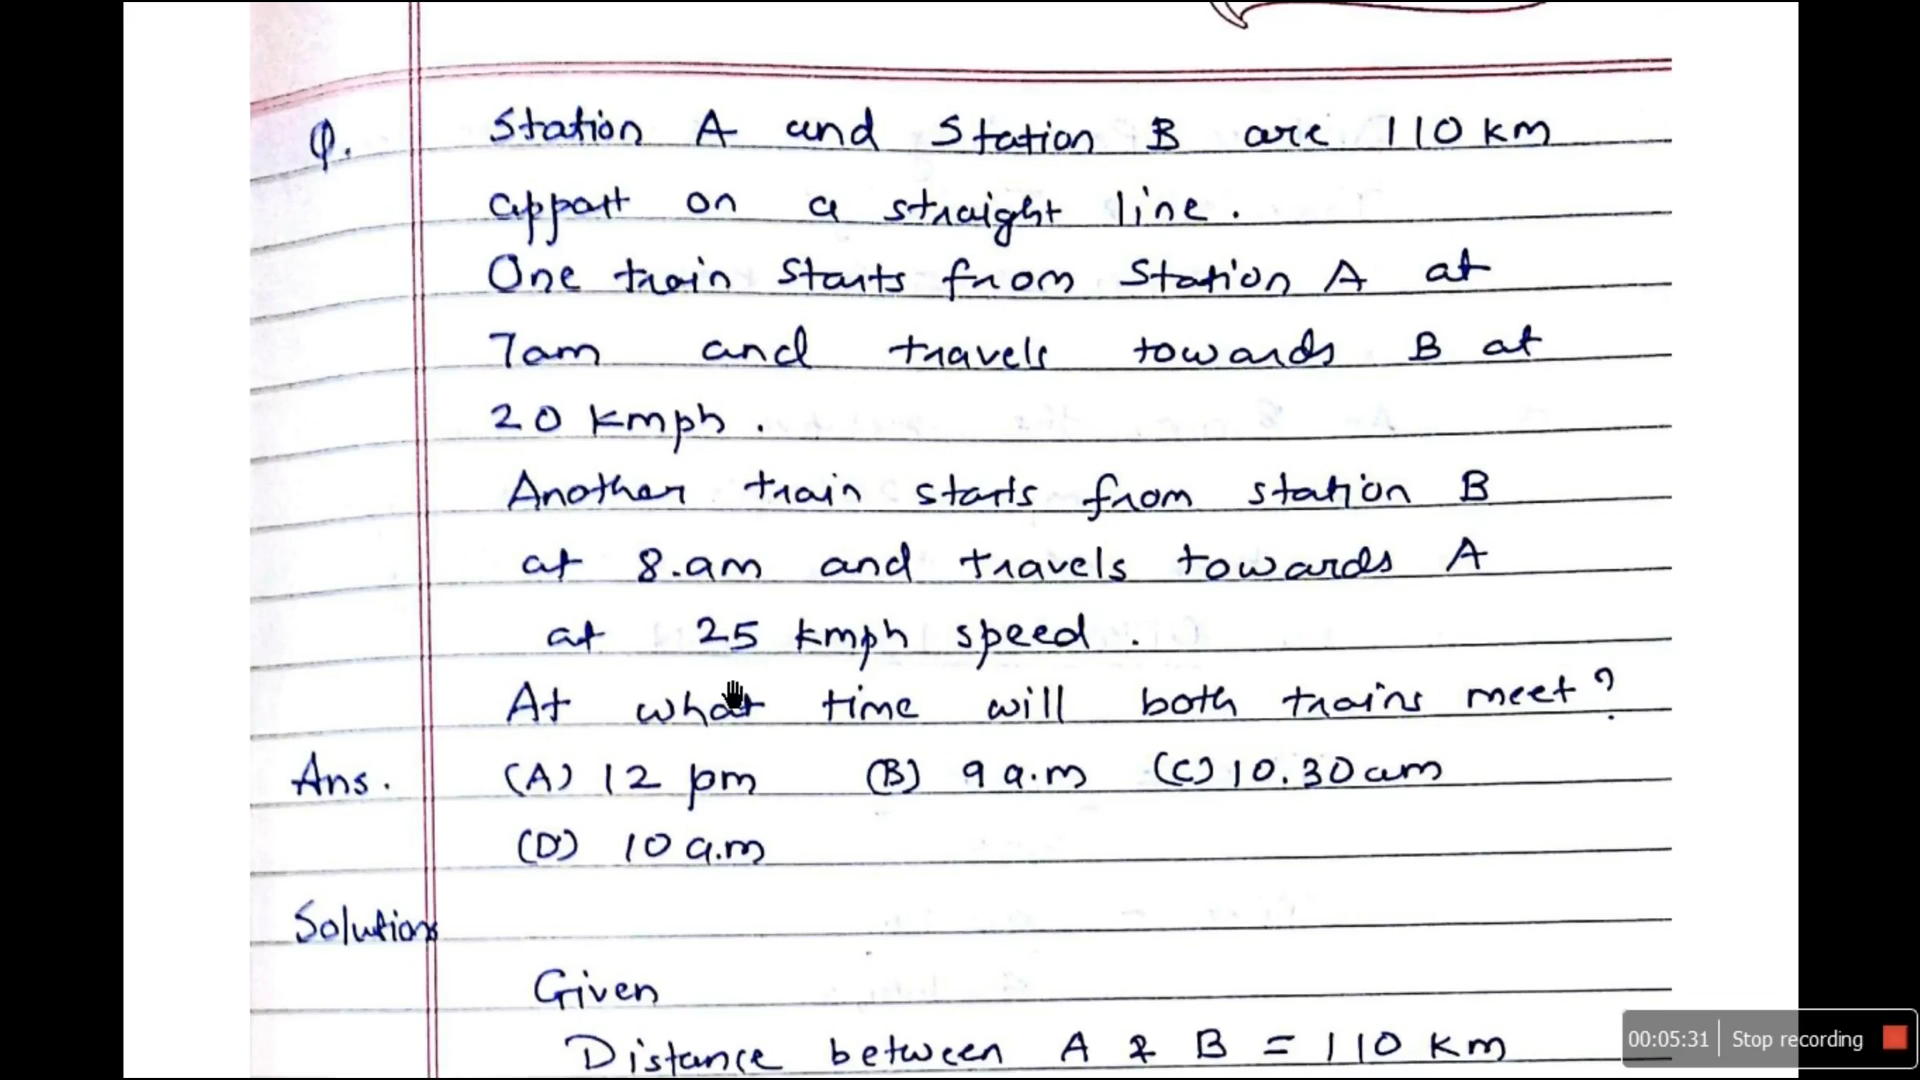 Q. Station A and Station B are 110 km
appart on a straight line.
One train starts from Station A at
7am and travels towards B at
20 kmph.
Another train starts from station B
at 8.am and travels towards A
at 25 kmph speed.
At what time will both trains meet?
Ans. (A) 12 pm (B) 9 a.m (C) 10.30am
(D) 10 a.m
Solutions
Given
Distance between A & B = 110 km
00:05:31 Stop recording